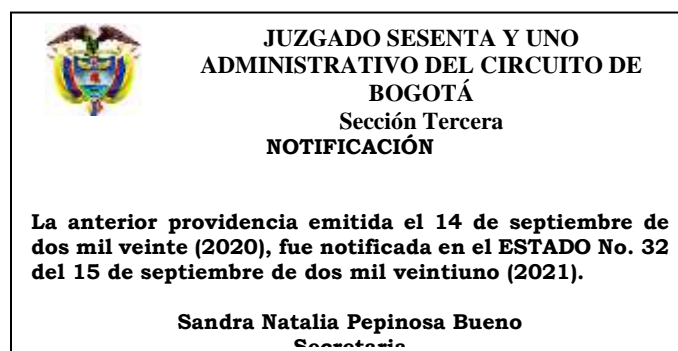 JUZGADO SESENTA Y UNO
ADMINISTRATIVO DEL CIRCUITO DE
BOGOTÁ
Sección Tercera
NOTIFICACIÓN
La anterior providencia emitida el 14 de septiembre de
dos mil veinte (2020), fue notificada en el ESTADO No. 32
del 15 de septiembre de dos mil veintiuno (2021).
Sandra Natalia Pepinosa Bueno
Secretaria